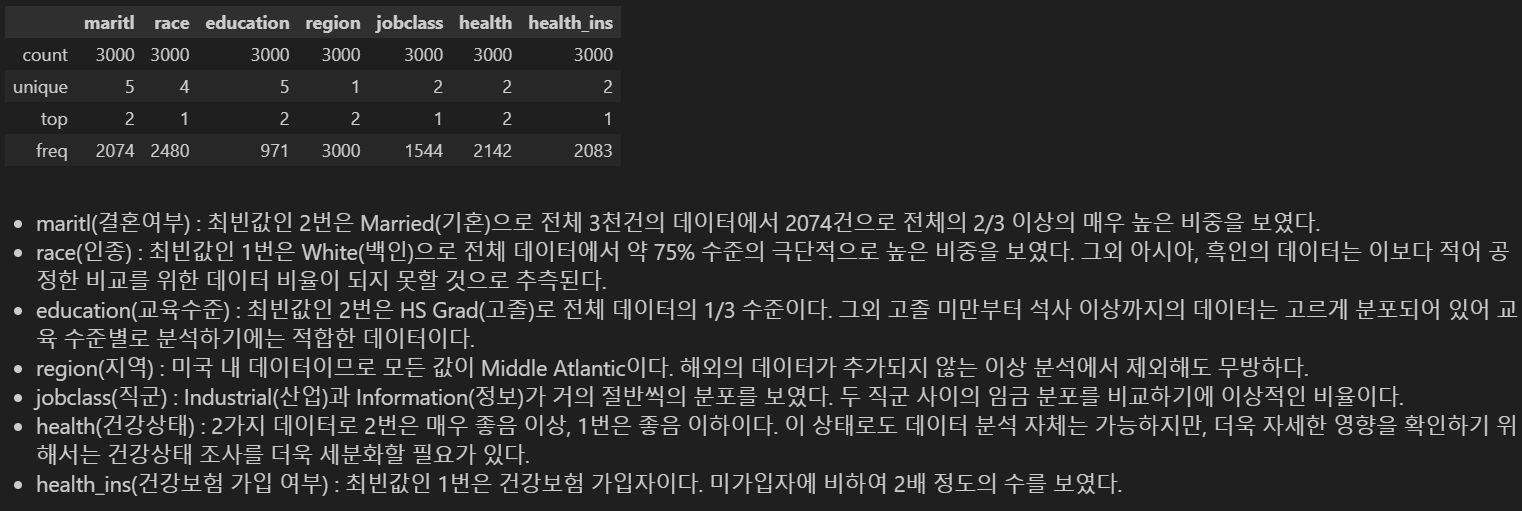 maritl race education region jobclass health health_ins
count 3000 3000 3000 3000 3000 3000 3000
unique 5 4 5 1 2 2 2
top 2 1 2 2 1 2 1
freq 2074 2480 971 3000 1544 2142 2083
• maritl(결혼여부) : 최빈값인 2번은 Married(기혼)으로 전체 3천건의 데이터에서 2074건으로 전체의 2/3 이상의 매우 높은 비중을 보였다.
• race(인종) : 최빈값인 1번은 White(백인)으로 전체 데이터에서 약 75% 수준의 극단적으로 높은 비중을 보였다. 그외 아시아, 흑인의 데이터는 이보다 적어 공
정한 비교를 위한 데이터 비율이 되지 못할 것으로 추측된다.
• education(교육수준) : 최빈값인 2번은 HS Grad(고졸)로 전체 데이터의 1/3 수준이다. 그외 고졸 미만부터 석사 이상까지의 데이터는 고르게 분포되어 있어 교
육 수준별로 분석하기에는 적합한 데이터이다.
• region(지역) : 미국 내 데이터이므로 모든 값이 Middle Atlantic이다. 해외의 데이터가 추가되지 않는 이상 분석에서 제외해도 무방하다.
• jobclass(직군) : Industrial(산업)과 Information(정보)가 거의 절반씩의 분포를 보였다. 두 직군 사이의 임금 분포를 비교하기에 이상적인 비율이다.
• health(건강상태) : 2가지 데이터로 2번은 매우 좋음 이상, 1번은 좋음 이하이다. 이 상태로도 데이터 분석 자체는 가능하지만, 더욱 자세한 영향을 확인하기 위
해서는 건강상태 조사를 더욱 세분화할 필요가 있다.
• health_ins(건강보험 가입 여부) : 최빈값인 1번은 건강보험 가입자이다. 미가입자에 비하여 2배 정도의 수를 보였다.